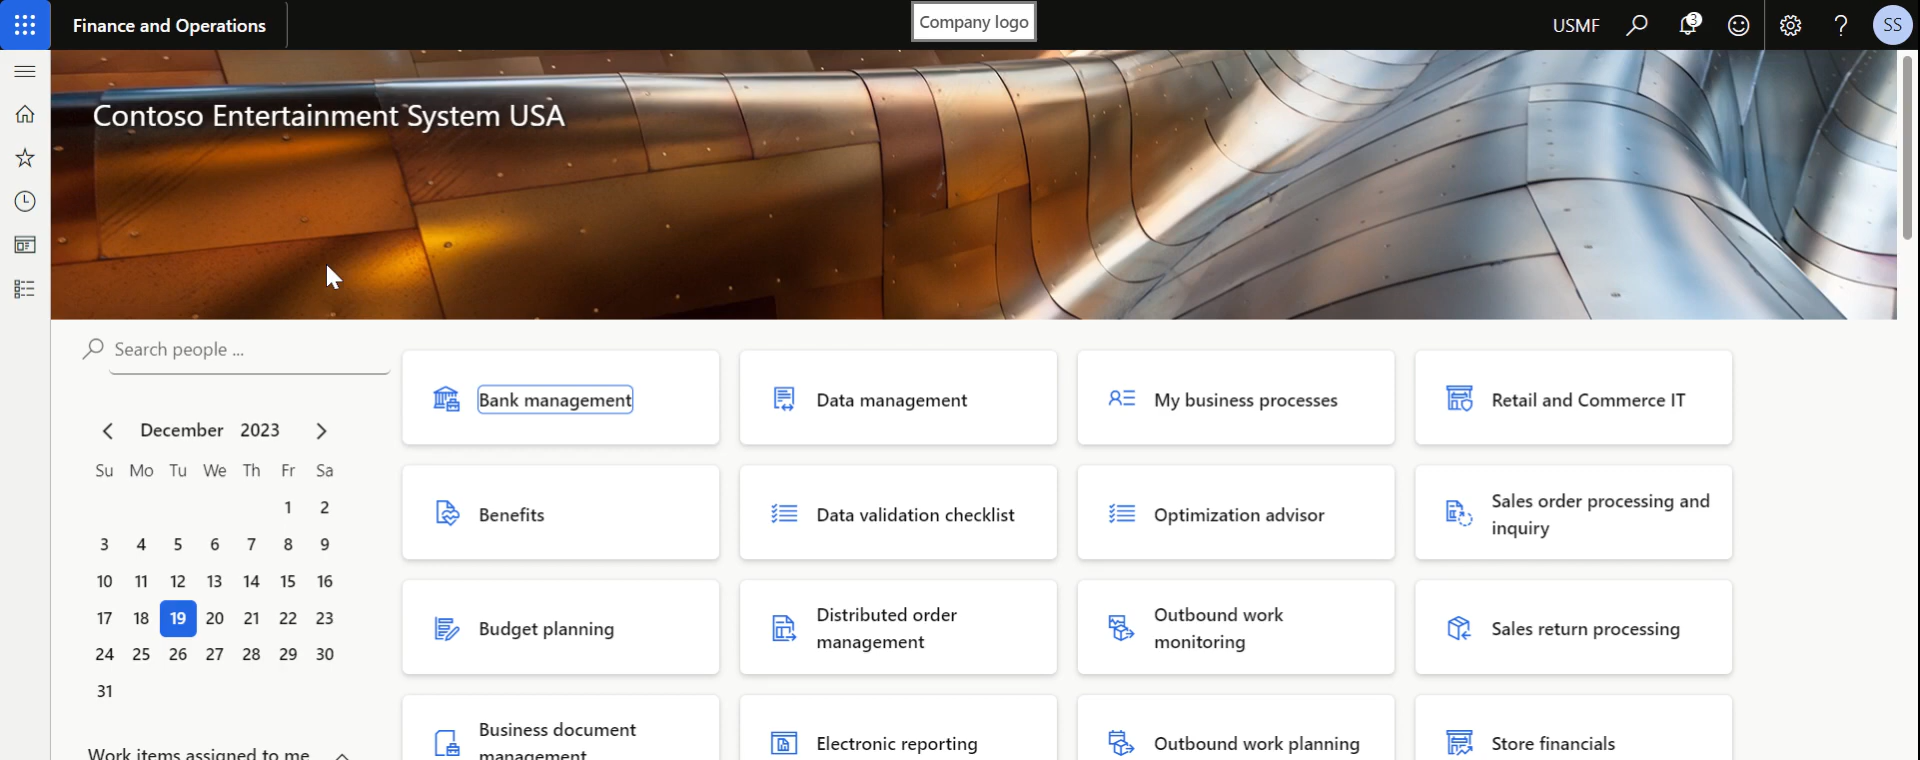 Finance and Operations
Company logo
USMF
3
SS
Contoso Entertainment System USA
Search people ...
December 2023
Su Mo Tu We Th Fr Sa
1 2
3 4 5 6 7 8 9
10 11 12 13 14 15 16
17 18 19 20 21 22 23
24 25 26 27 28 29 30
31
Work items assigned to me
Bank management
Data management
My business processes
Retail and Commerce IT
Benefits
Data validation checklist
Optimization advisor
Sales order processing and
inquiry
Budget planning
Distributed order
management
Outbound work
monitoring
Sales return processing
Business document
management
Electronic reporting
Outbound work planning
Store financials